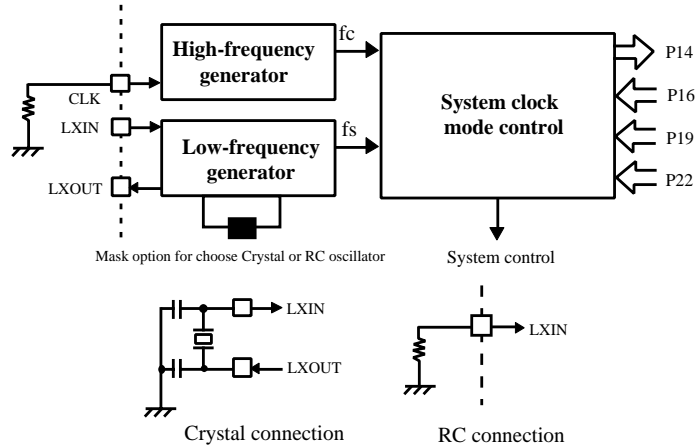 High-frequency
generator
fc
System clock
mode control
P14
P16
P19
P22
CLK
LXIN
LXOUT
Low-frequency
generator
fs
Mask option for choose Crystal or RC oscillator
System control
LXIN
LXOUT
Crystal connection
LXIN
RC connection